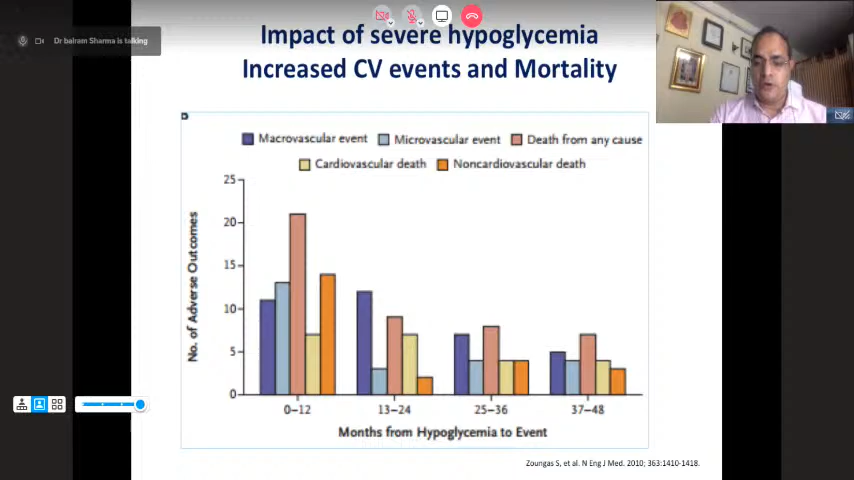 Dr balram Sharma is talking
Impact of severe hypoglycemia
Increased CV events and Mortality
D
Macrovascular event
Microvascular event
Death from any cause
Cardiovascular death
Noncardiovascular death
No. of Adverse Outcomes
25
20
15
10
5
0
0–12
13–24
25–36
37–48
Months from Hypoglycemia to Event
Zoungas S, et al. N Eng J Med. 2010; 363:1410-1418.